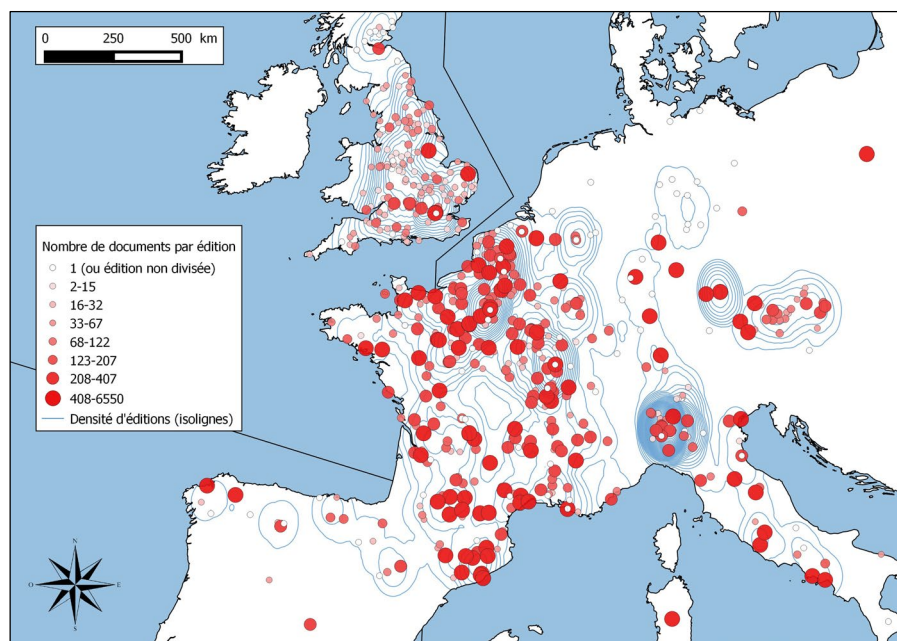 0 250 500 km
Nombre de documents par édition
1 (ou édition non divisée)
2-15
16-32
33-67
68-122
123-207
208-407
408-6550
Densité d'éditions (isolignes)
N
O E
S